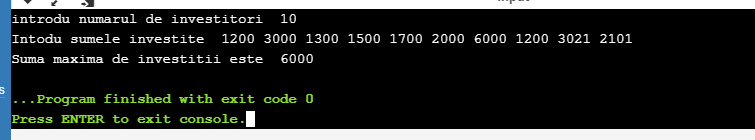 introdu numarul de investitori  10
Intodu sumele investite  1200 3000 1300 1500 1700 2000 6000 1200 3021 2101
Suma maxima de investitii este  6000
...Program finished with exit code 0
Press ENTER to exit console.